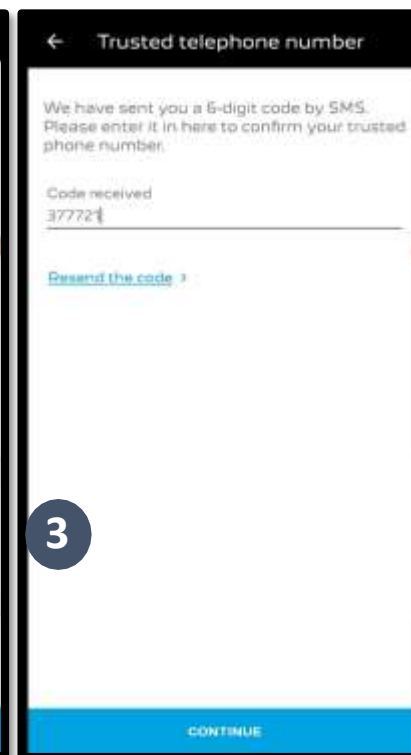 ← Trusted telephone number
We have sent you a 6-digit code by SMS.
Please enter it in here to confirm your trusted
phone number.
Code received
377721
Resend the code >
3
CONTINUE